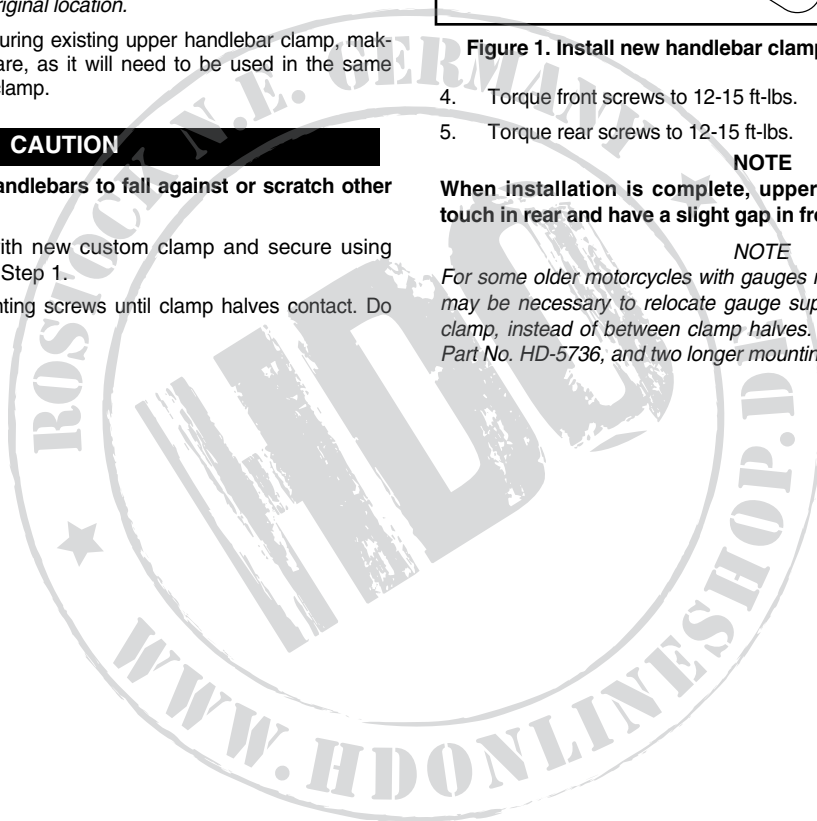 riginal location.
uring existing upper handlebar clamp, mak-
are, as it will need to be used in the same
clamp.
CAUTION
andlebars to fall against or scratch other
ith new custom clamp and secure using
Step 1.
nting screws until clamp halves contact. Do
Figure 1. Install new handlebar clamp
4. Torque front screws to 12-15 ft-lbs.
5. Torque rear screws to 12-15 ft-lbs.
NOTE
When installation is complete, upper
touch in rear and have a slight gap in fr
NOTE
For some older motorcycles with gauges
may be necessary to relocate gauge sup
clamp, instead of between clamp halves.
Part No. HD-5736, and two longer mountin
ROSTOCK N.E. GERMANY
HDO
WWW.HDONLINESHOP.D